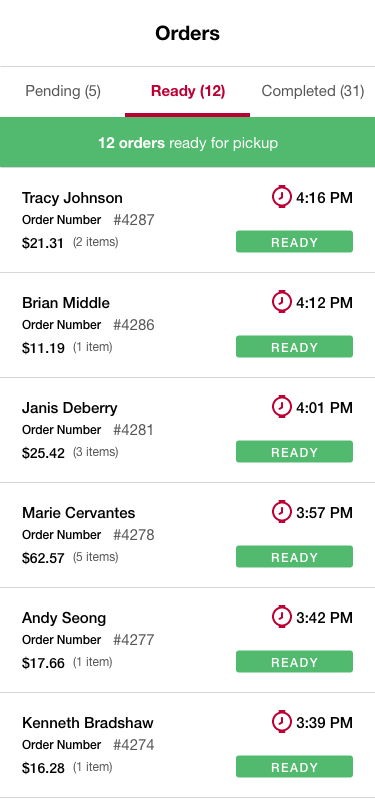 Orders
Pending (5) Ready (12) Completed (31)
12 orders ready for pickup
Tracy Johnson 4:16 PM
Order Number #4287
$21.31 (2 items) READY
Brian Middle 4:12 PM
Order Number #4286
$11.19 (1 item) READY
Janis Deberry 4:01 PM
Order Number #4281
$25.42 (3 items) READY
Marie Cervantes 3:57 PM
Order Number #4278
$62.57 (5 items) READY
Andy Seong 3:42 PM
Order Number #4277
$17.66 (1 item) READY
Kenneth Bradshaw 3:39 PM
Order Number #4274
$16.28 (1 item) READY